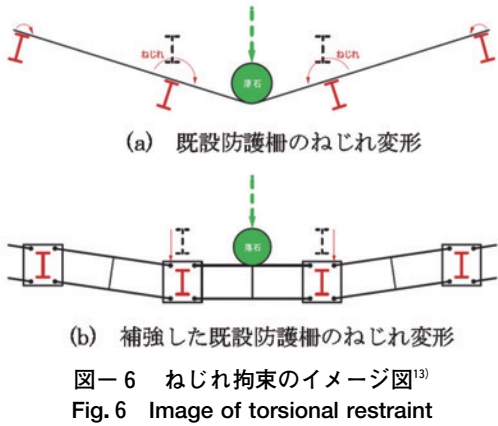 ねじれ
ねじれ
落石
(a) 既設防護柵のねじれ変形
落石
(b) 補強した既設防護柵のねじれ変形
図ー6 ねじれ拘束のイメージ図¹³⁾
Fig. 6 Image of torsional restraint